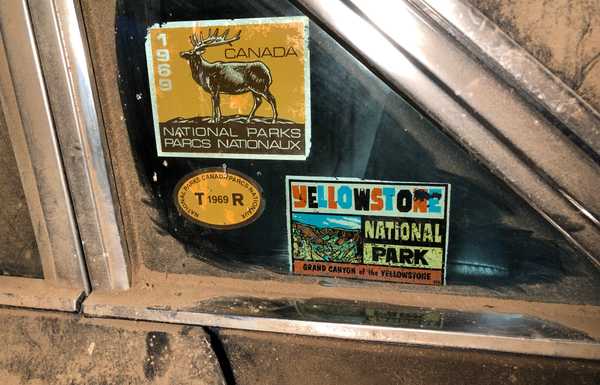 1969
CANADA
NATIONAL PARKS
PARCS NATIONAUX
NATIONAL PARKS CANADA PARCS NATIONAUX
T 1969 R
YELLOWSTONE
NATIONAL
PARK
GRAND CANYON of the YELLOWSTONE